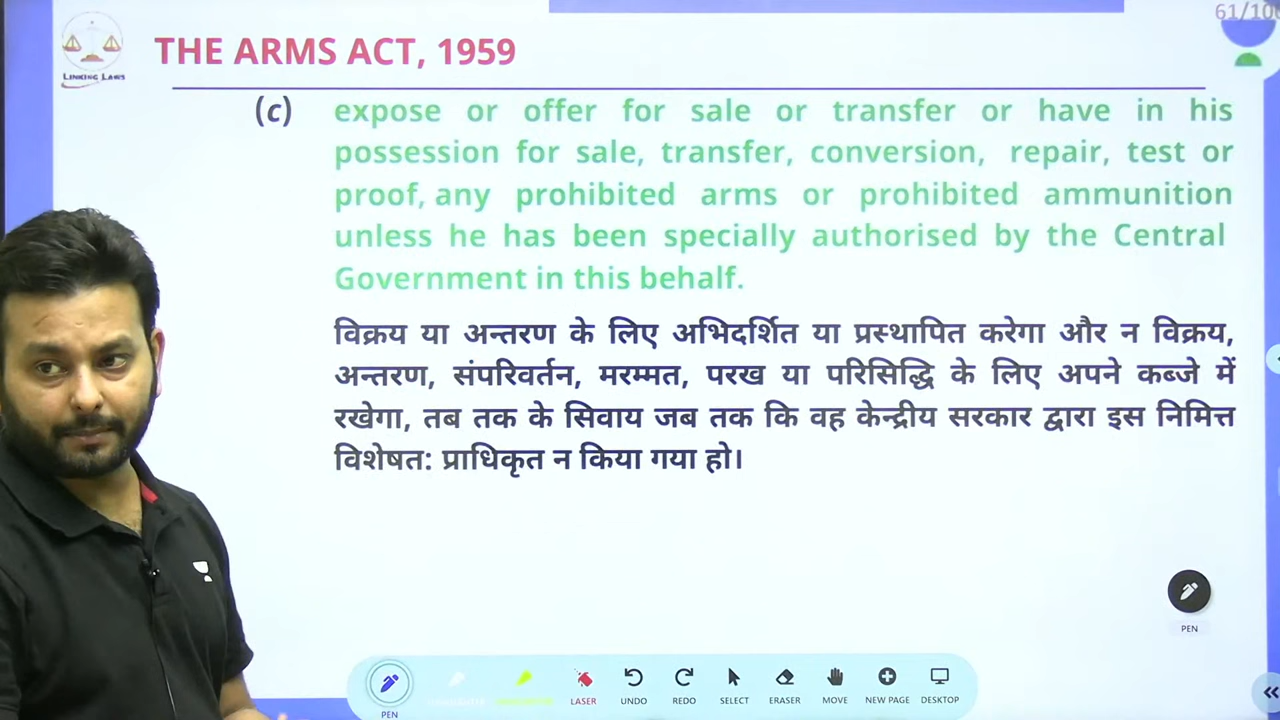 61/100
THE ARMS ACT, 1959
LINKING LAWS
(c) expose or offer for sale or transfer or have in his
possession for sale, transfer, conversion, repair, test or
proof, any prohibited arms or prohibited ammunition
unless he has been specially authorised by the Central
Government in this behalf.
विक्रय या अन्तरण के लिए अभिदर्शित या प्रस्थापित करेगा और न विक्रय,
अन्तरण, संपरिवर्तन, मरम्मत, परख या परिसिद्धि के लिए अपने कब्जे में
रखेगा, तब तक के सिवाय जब तक कि वह केन्द्रीय सरकार द्वारा इस निमित्त
विशेषत: प्राधिकृत न किया गया हो।
PEN
PEN
LASER
UNDO
REDO
SELECT
ERASER
MOVE
NEW PAGE
DESKTOP